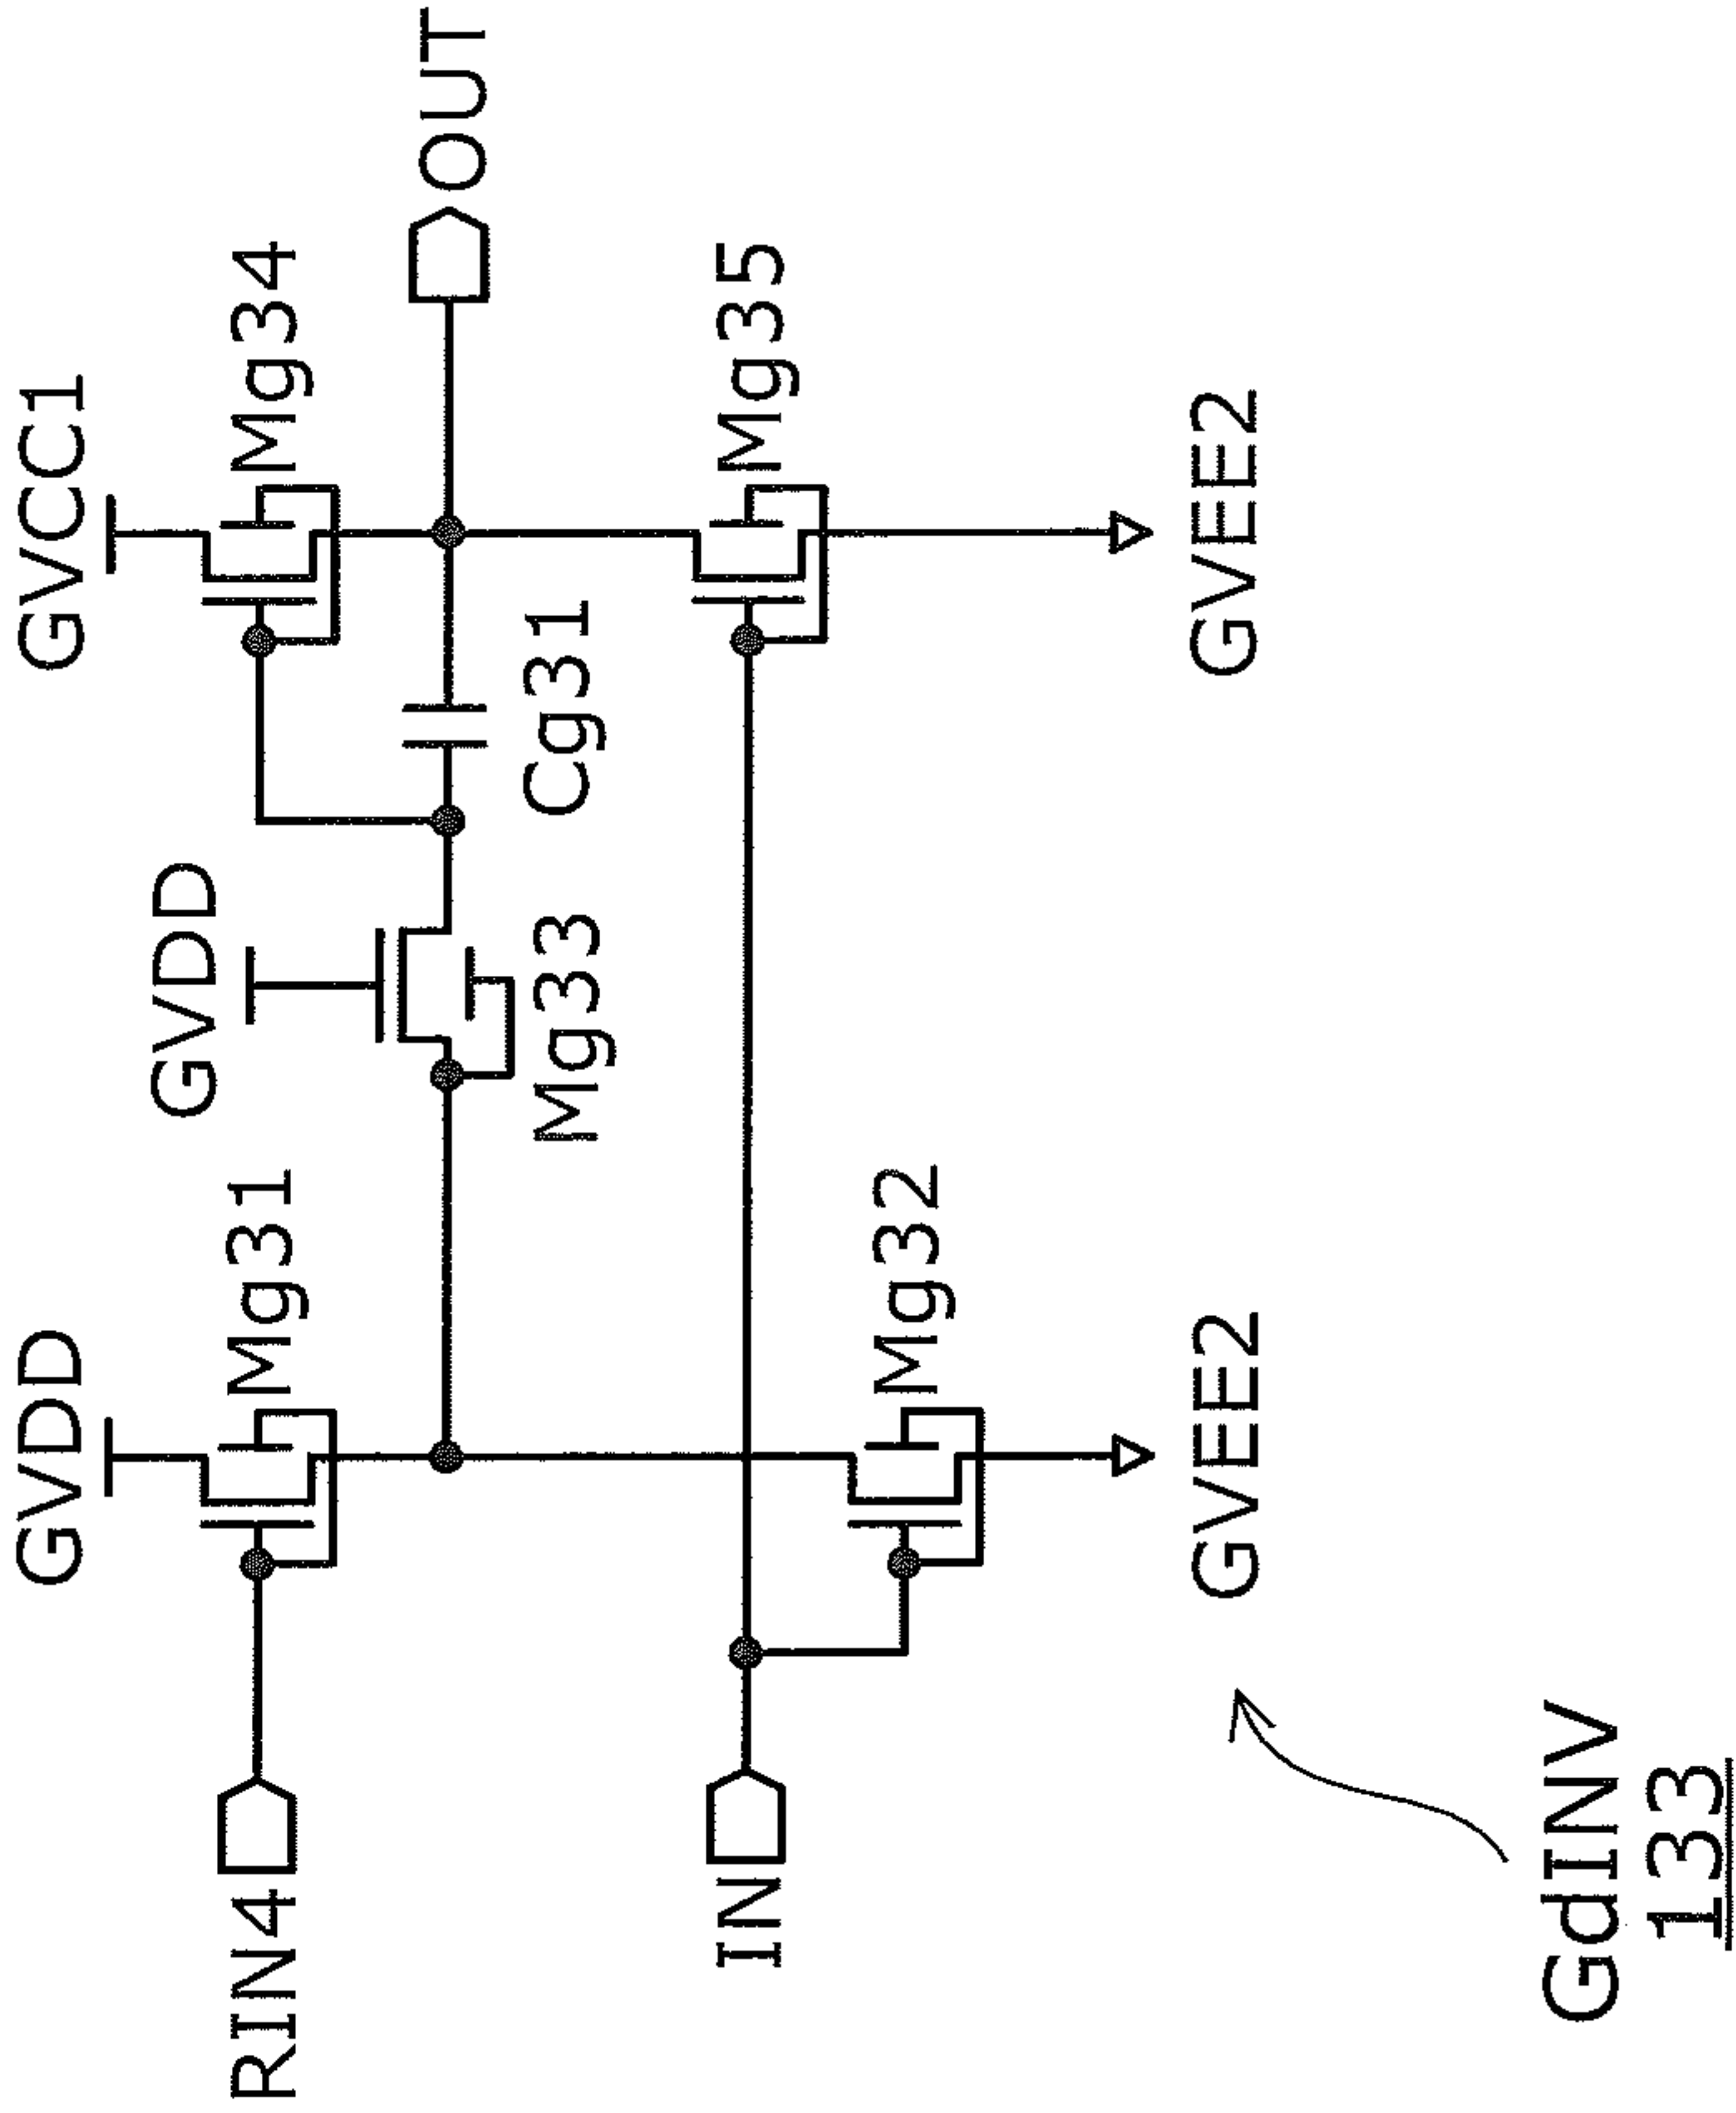 GVDD
GVDD
GVCC1
RIN4
Mg31
Mg34
Mg33
Cg31
OUT
IN
Mg32
Mg35
GVEE2
GVEE2
GdINV
133